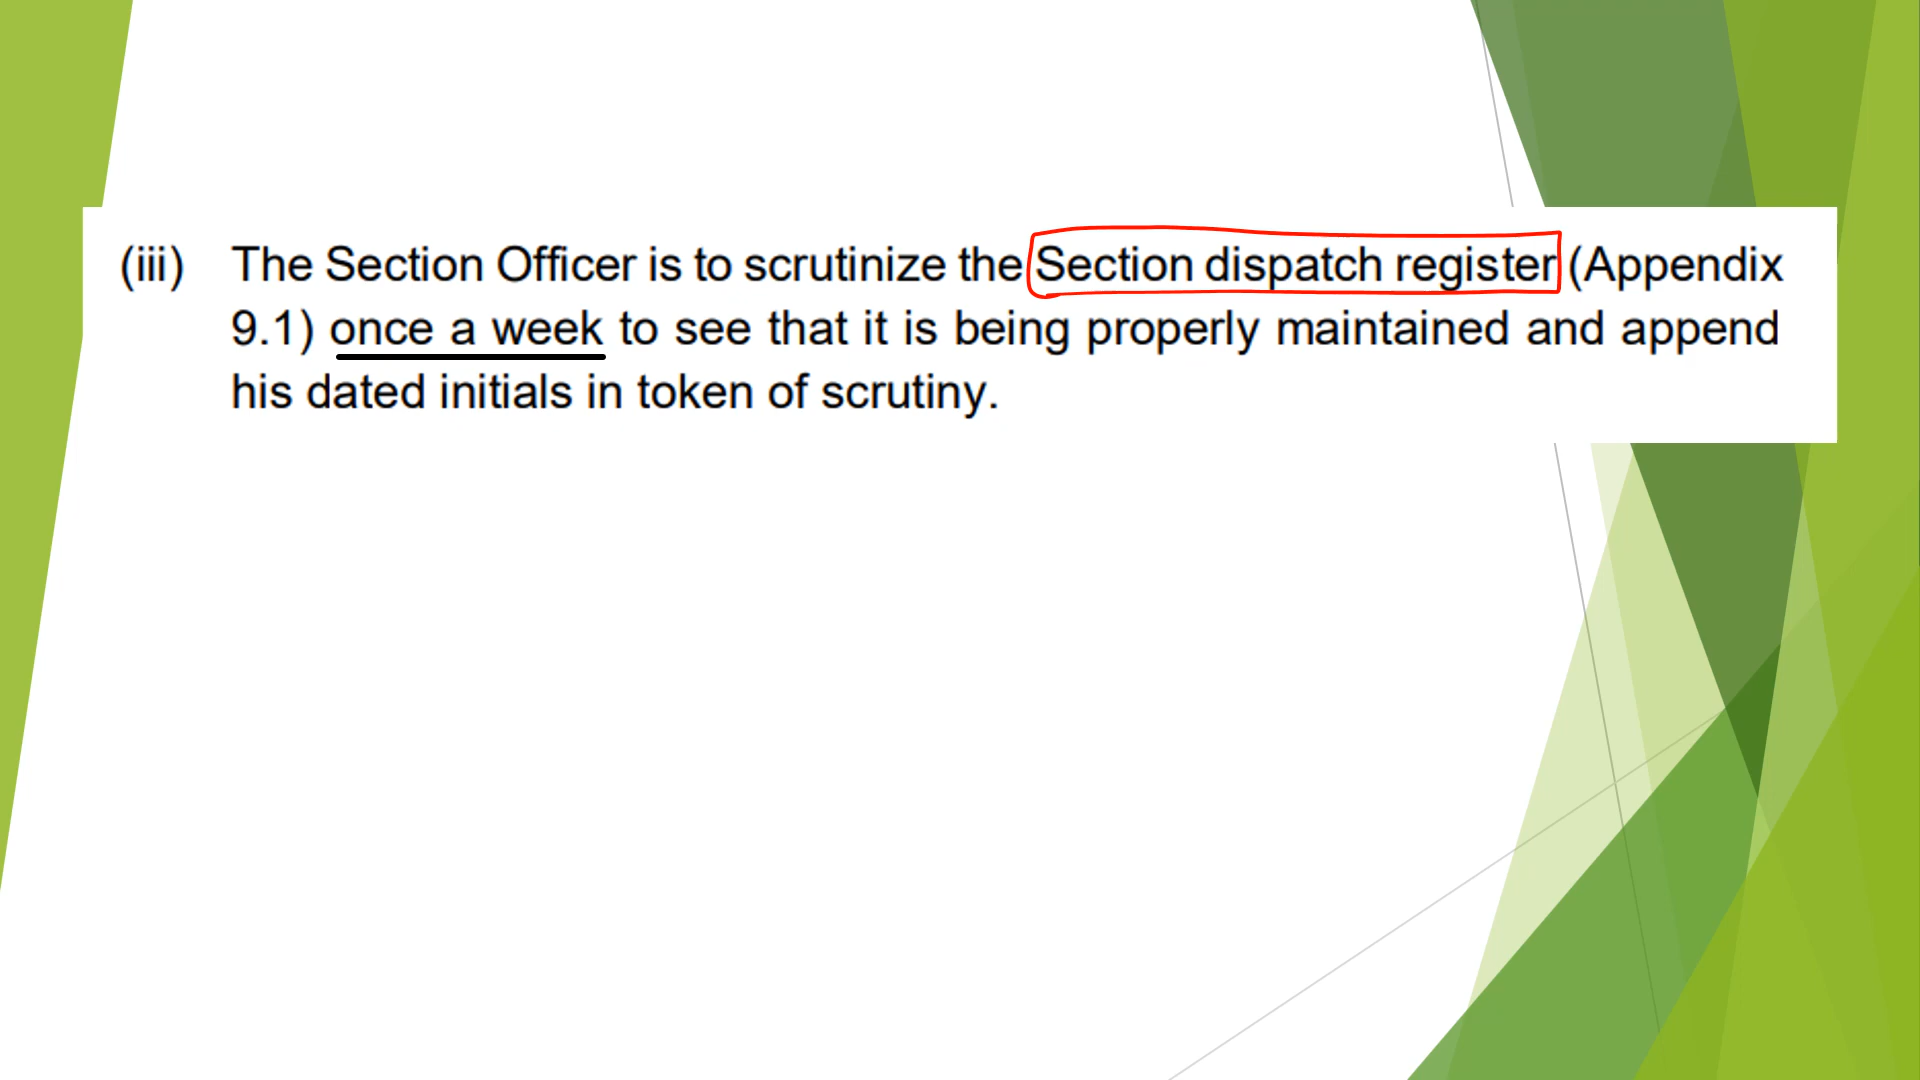 (iii) The Section Officer is to scrutinize the Section dispatch register (Appendix
9.1) once a week to see that it is being properly maintained and append
his dated initials in token of scrutiny.